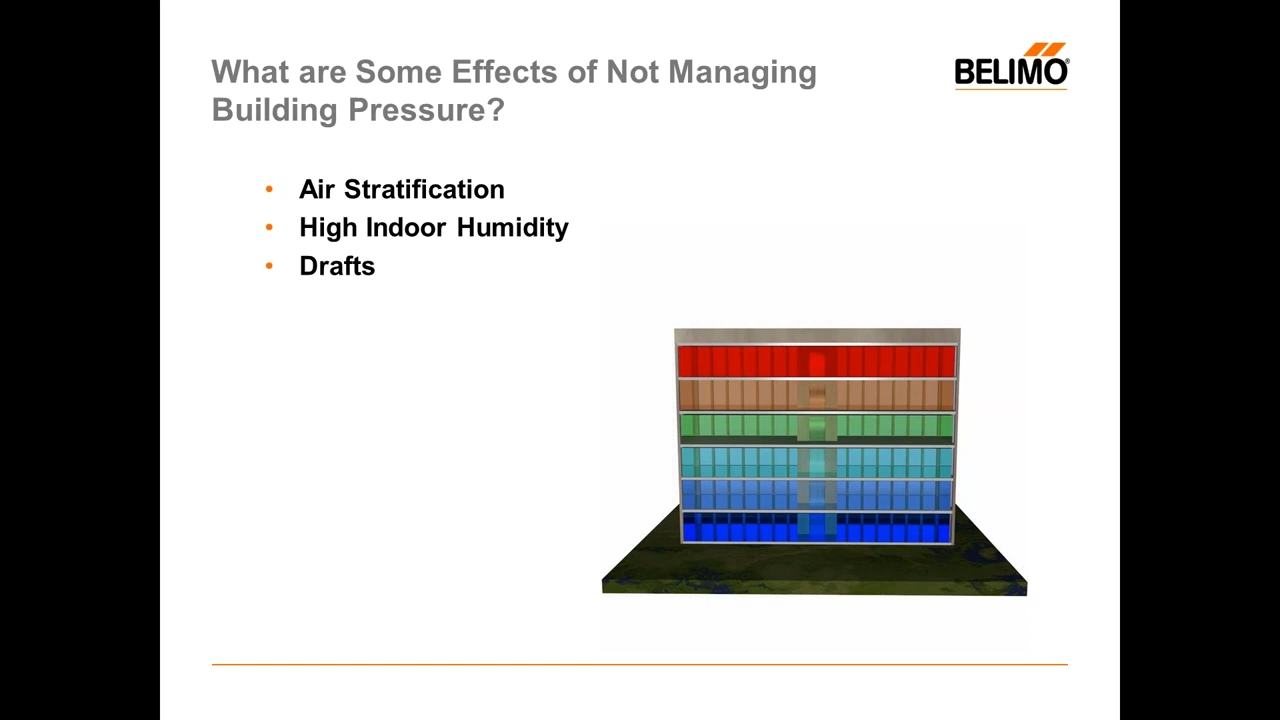 What are Some Effects of Not Managing
Building Pressure?
BELIMO®
• Air Stratification
• High Indoor Humidity
• Drafts